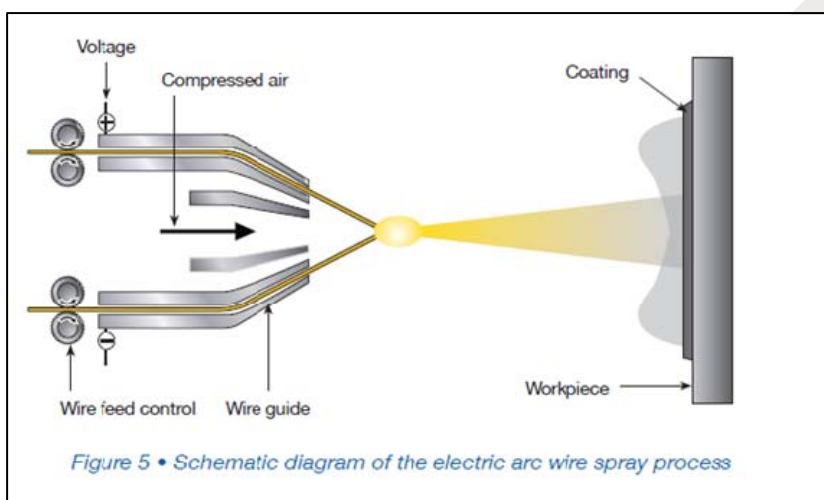 Voltage
Compressed air
Coating
+
−
Wire feed control
Wire guide
Workpiece
Figure 5 • Schematic diagram of the electric arc wire spray process